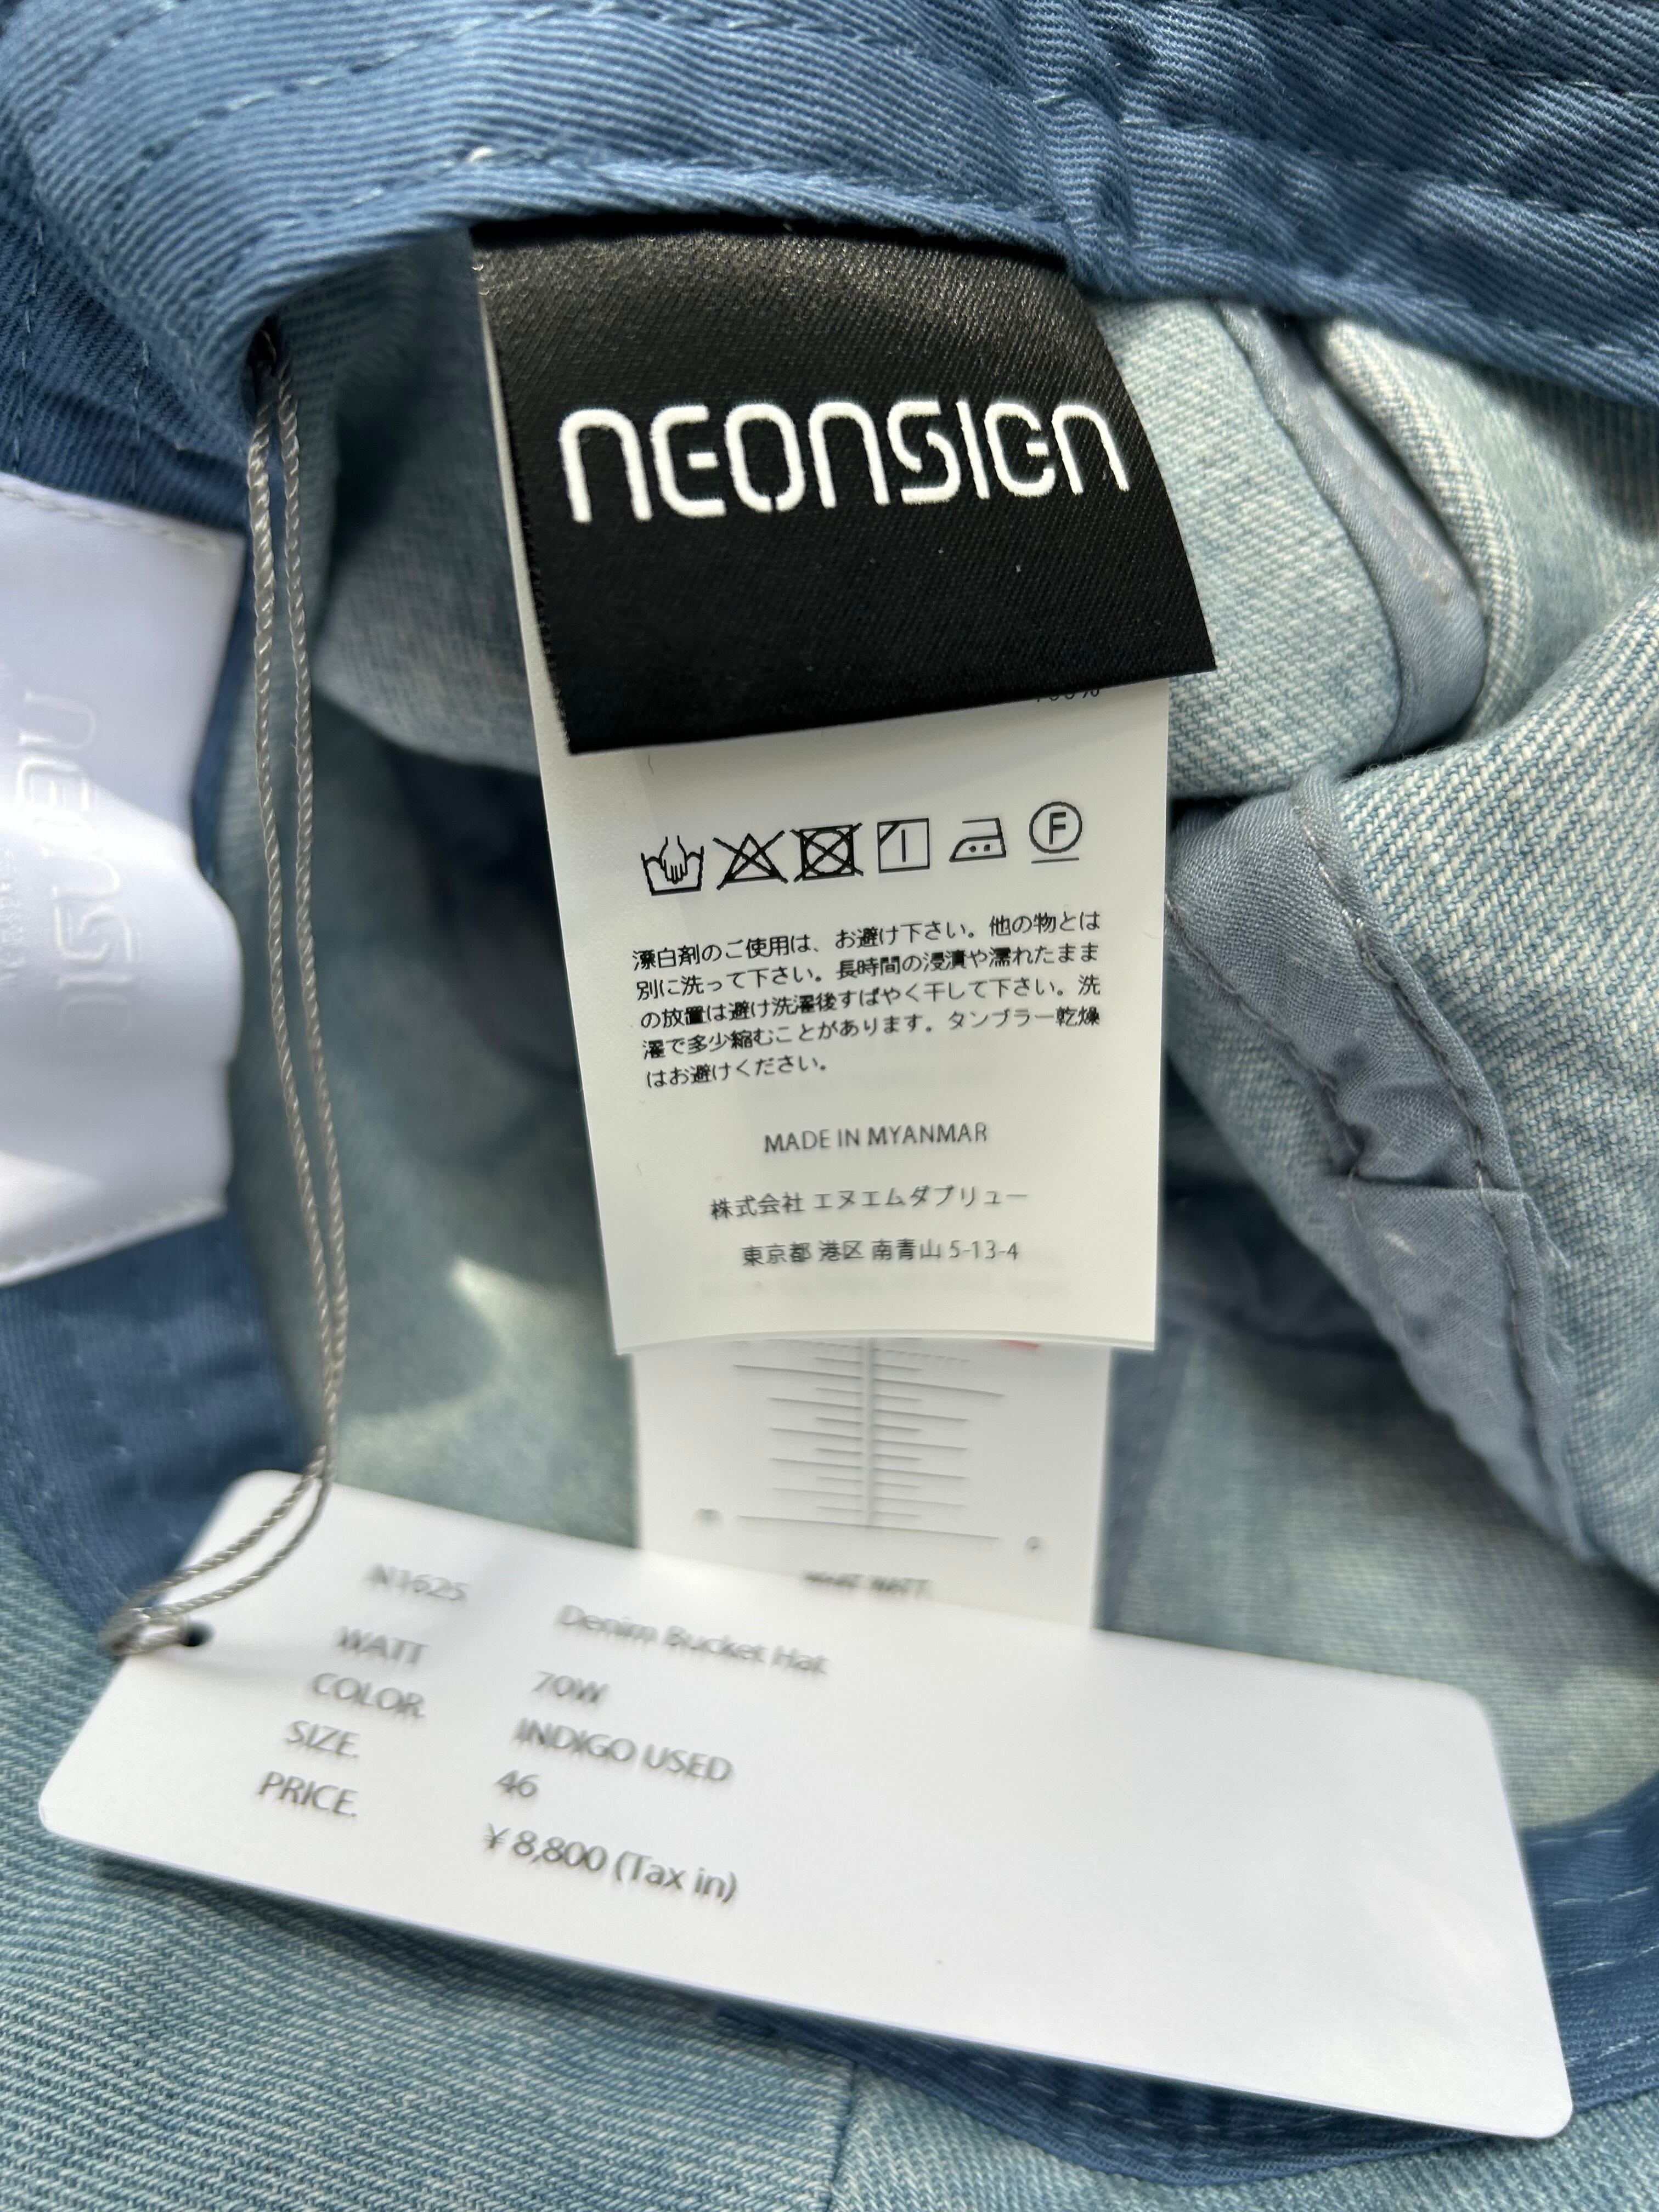 NEONSIGN
100%
F
漂白剤のご使用は、お避け下さい。他の物とは
別に洗って下さい。長時間の浸漬や濡れたまま
の放置は避け洗濯後すばやく干して下さい。洗
濯で多少縮むことがあります。タンブラー乾燥
はお避けください。
MADE IN MYANMAR
株式会社 エヌエムダブリュー
東京都 港区 南青山 5-13-4
WHAT WATT.
N1625 Denim Bucket Hat
WATT 70W
COLOR. INDIGO USED
SIZE. 46
PRICE. ¥ 8,800 (Tax in)